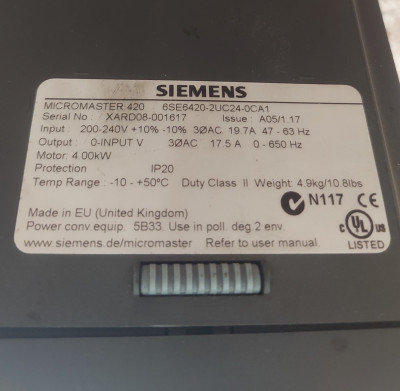 SIEMENS
MICROMASTER 420 6SE6420-2UC24-0CA1
Serial No : XARD08-001617 Issue : A05/1.17
Input : 200-240V +10% -10% 3ØAC 19.7A 47 - 63 Hz
Output : 0-INPUT V 3ØAC 17.5 A 0 - 650 Hz
Motor: 4.00kW
Protection IP20
Temp Range : -10 - +50°C Duty Class II Weight: 4.9kg/10.8lbs
N117 CE
Made in EU (United Kingdom)
Power conv.equip. 5B33. Use in poll. deg.2 env.
c UL us
www.siemens.de/micromaster Refer to user manual. LISTED